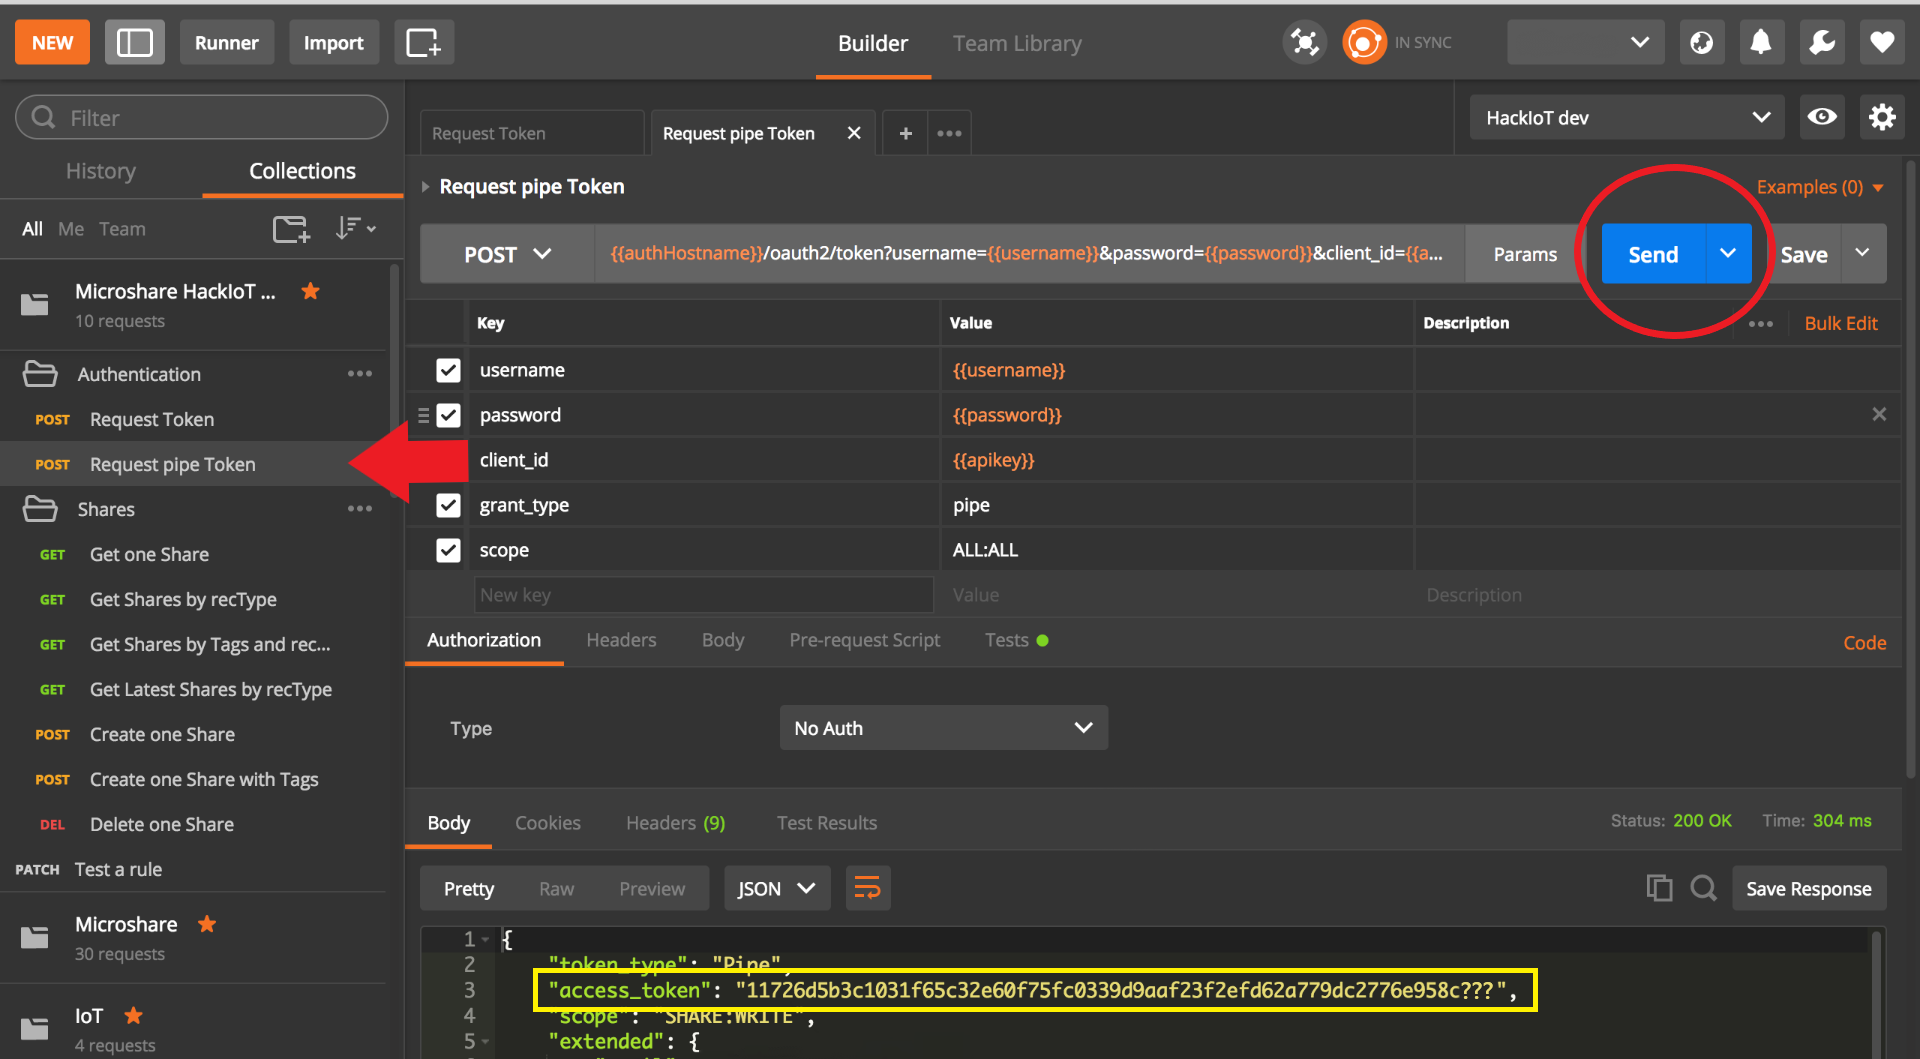 NEW
Runner
Import
Builder
Team Library
IN SYNC
Filter
History
Collections
All
Me
Team
Microshare HackIoT ...
10 requests
Authentication
POST Request Token
POST Request pipe Token
Shares
GET Get one Share
GET Get Shares by recType
GET Get Shares by Tags and rec...
GET Get Latest Shares by recType
POST Create one Share
POST Create one Share with Tags
DEL Delete one Share
PATCH Test a rule
Microshare
30 requests
IoT
4 requests
Request Token
Request pipe Token
HackIoT dev
Request pipe Token
Examples (0)
POST
{{authHostname}}/oauth2/token?username={{username}}&password={{password}}&client_id={{a...
Params
Send
Save
Key Value Description
Bulk Edit
username {{username}}
password {{password}}
client_id {{apikey}}
grant_type pipe
scope ALL:ALL
New key Value Description
Authorization Headers Body Pre-request Script Tests
Code
Type
No Auth
Body Cookies Headers (9) Test Results
Status: 200 OK Time: 304 ms
Pretty Raw Preview
JSON
Save Response
1 {
2 "token_type": "Pipe",
3 "access_token": "11726d5b3c1031f65c32e60f75fc0339d9aaf23f2efd62a779dc2776e958c???",
4 "scope": "SHARE:WRITE",
5 "extended": {